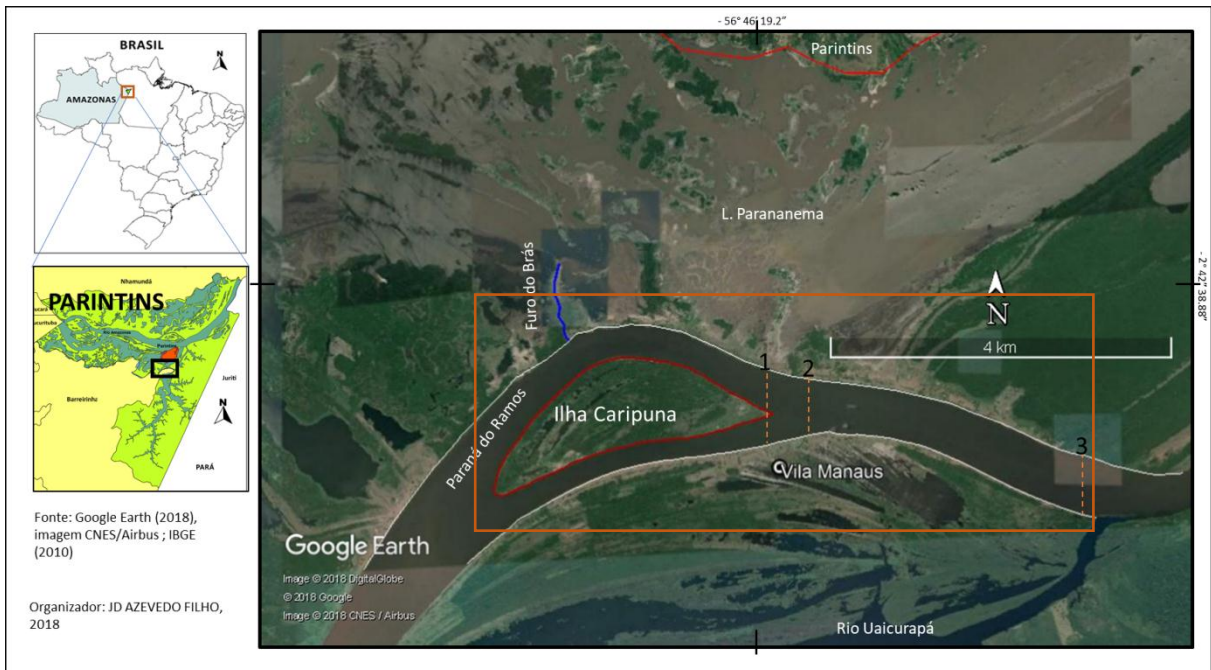 BRASIL
N
AMAZONAS
PARINTINS
Nhamundá
Rio Amazonas
Parintins
Juriti
Barreirinha
N
PARÁ
Fonte: Google Earth (2018),
imagem CNES/Airbus ; IBGE
(2010)
Organizador: JD AZEVEDO FILHO,
2018
- 56° 46' 19.2"
Parintins
L. Parananema
Furo do Brás
- 2° 42' 38.88"
N
4 km
1
2
Ilha Caripuna
Paraná do Ramos
3
Vila Manaus
Google Earth
Image © 2018 DigitalGlobe
© 2018 Google
Image © 2018 CNES / Airbus
Rio Uaicurapá